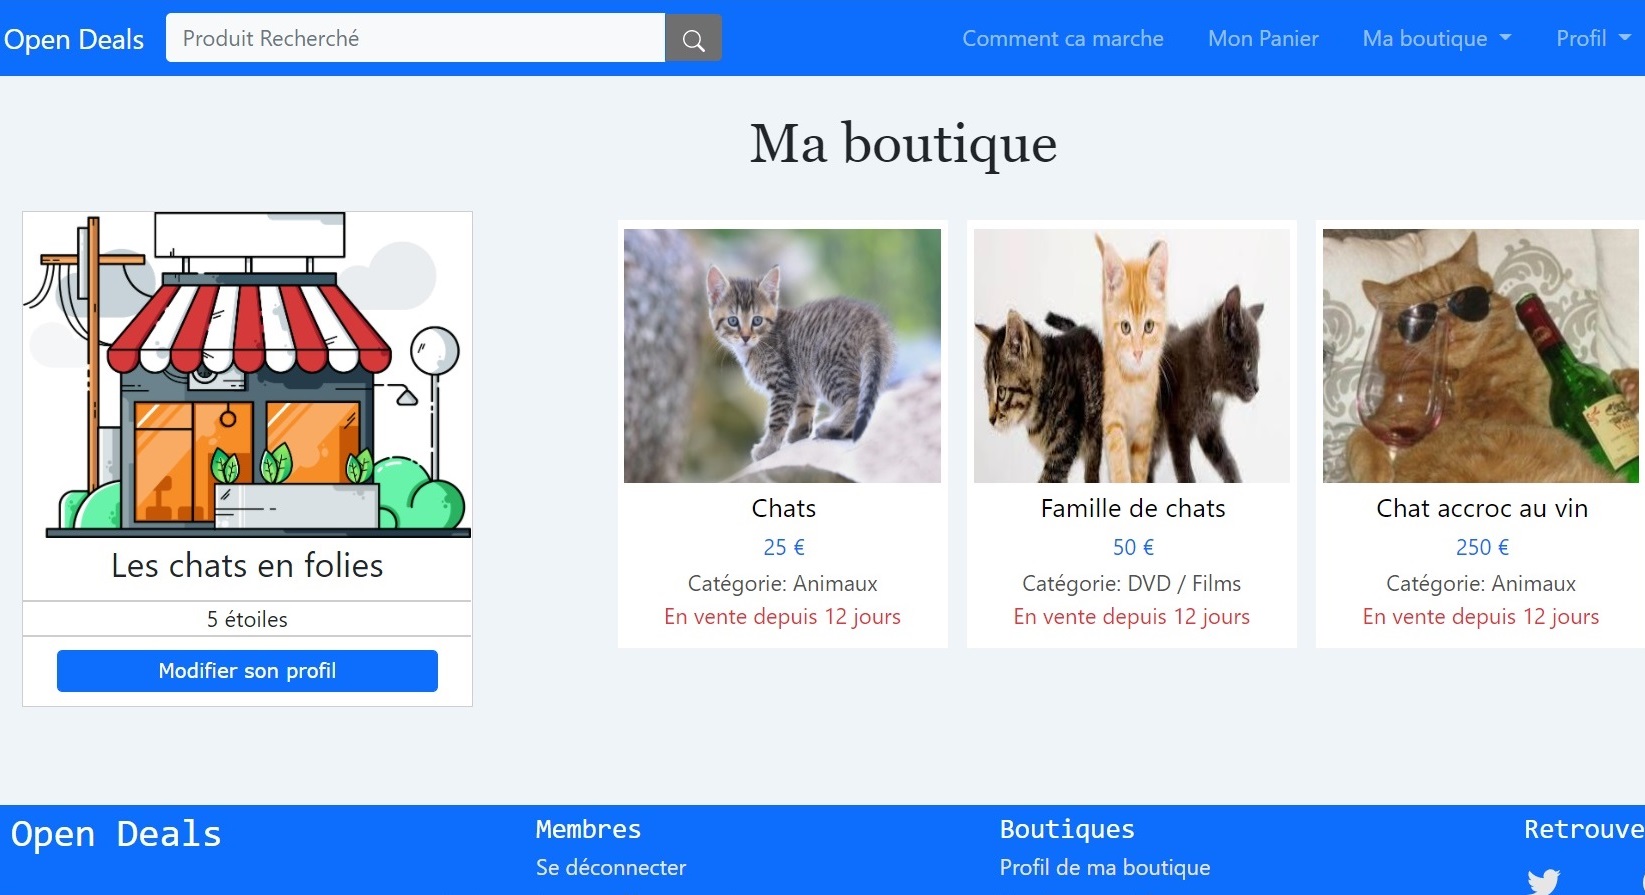 Open Deals
Produit Recherché
Comment ca marche
Mon Panier
Ma boutique
Profil
Ma boutique
Les chats en folies
5 étoiles
Modifier son profil
Chats
25 €
Catégorie: Animaux
En vente depuis 12 jours
Famille de chats
50 €
Catégorie: DVD / Films
En vente depuis 12 jours
Chat accroc au vin
250 €
Catégorie: Animaux
En vente depuis 12 jours
Open Deals
Membres
Se déconnecter
Boutiques
Profil de ma boutique
Retrouve